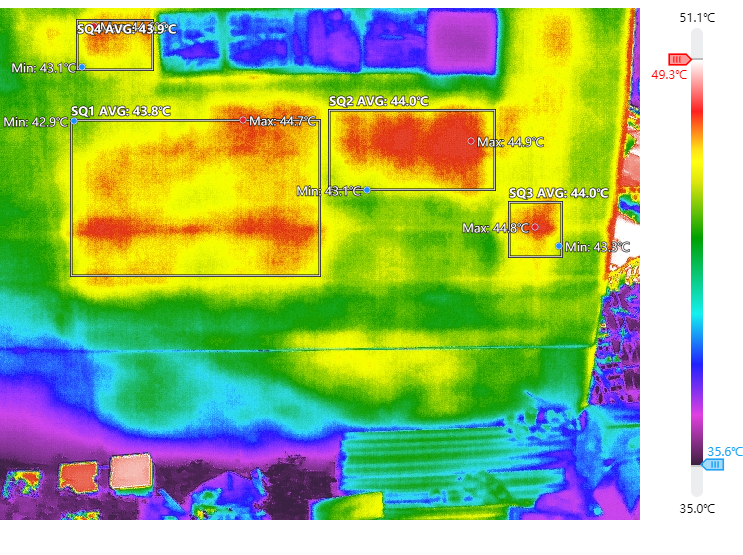 51.1℃
SQ4 AVG: 43.9℃
Min: 43.1℃
49.3℃
SQ1 AVG: 43.8℃
SQ2 AVG: 44.0℃
Min: 42.9℃
Max: 44.7℃
Max: 44.9℃
Min: 43.1℃
SQ3 AVG: 44.0℃
Max: 44.8℃
Min: 43.3℃
35.6℃
35.0℃